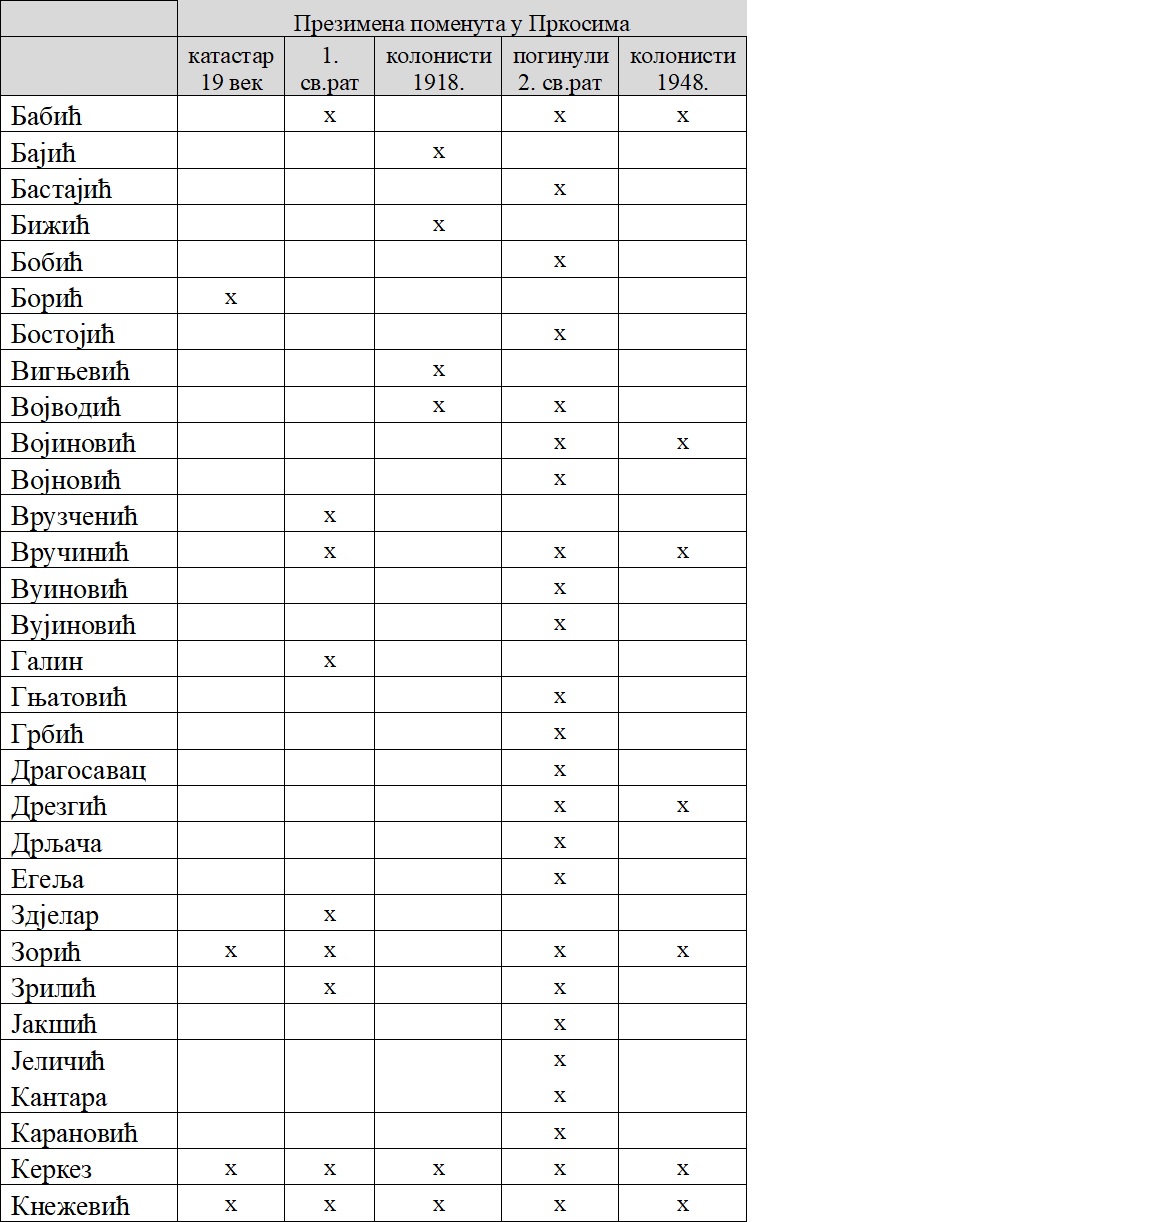 Презимена поменута у Пркосима
катастар 19 век 1. св.рат колонисти 1918. погинули 2. св.рат колонисти 1948.
Бабић x x x
Бајић x
Бастајић x
Бижић x
Бобић x
Борић x
Бостојић x
Вигњевић x
Војводић x x
Војиновић x x
Војновић x
Врузченић x
Вручинић x x x
Вуиновић x
Вујиновић x
Галин x
Гњатовић x
Грбић x
Драгосавац x
Дрезгић x x
Дрљача x
Егеља x
Здјелар x
Зорић x x x x
Зрилић x x
Јакшић x
Јеличић x
Кантара x
Карановић x
Керкез x x x x x
Кнежевић x x x x x